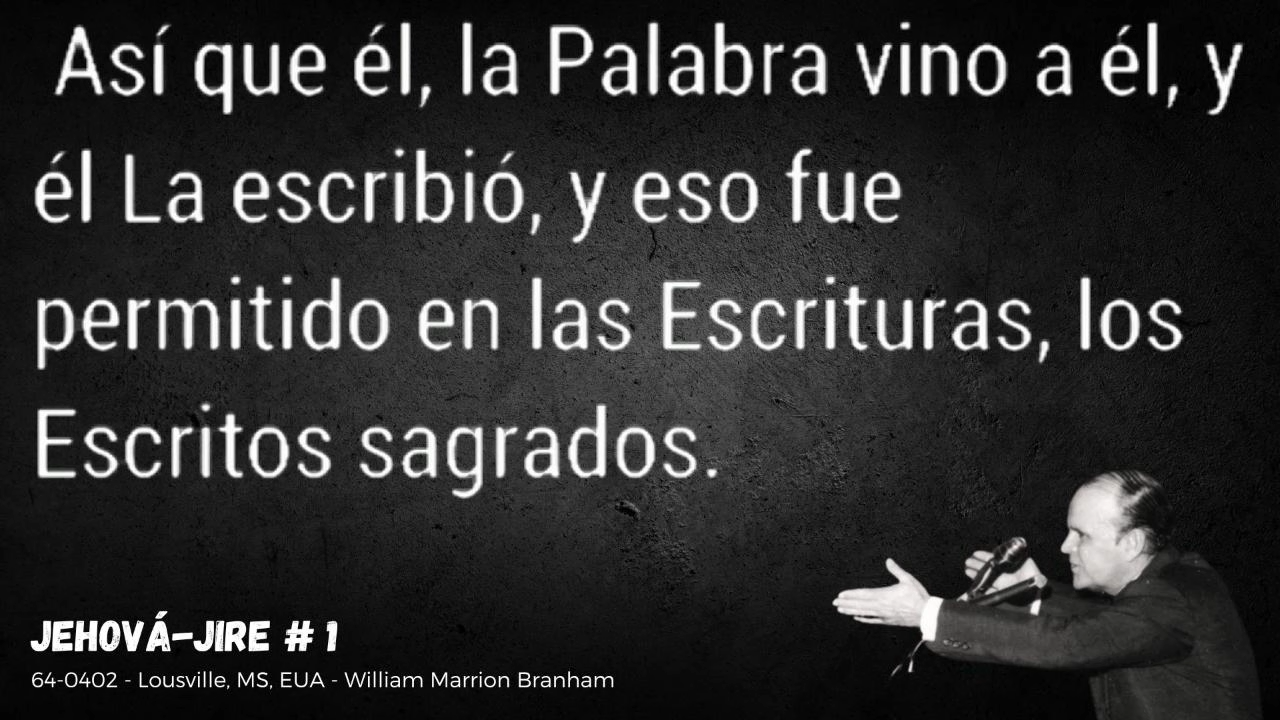 Así que él, la Palabra vino a él, y
él La escribió, y eso fue
permitido en las Escrituras, los
Escritos sagrados.
JEHOVÁ-JIRE # 1
64-0402 - Lousville, MS, EUA - William Marrion Branham